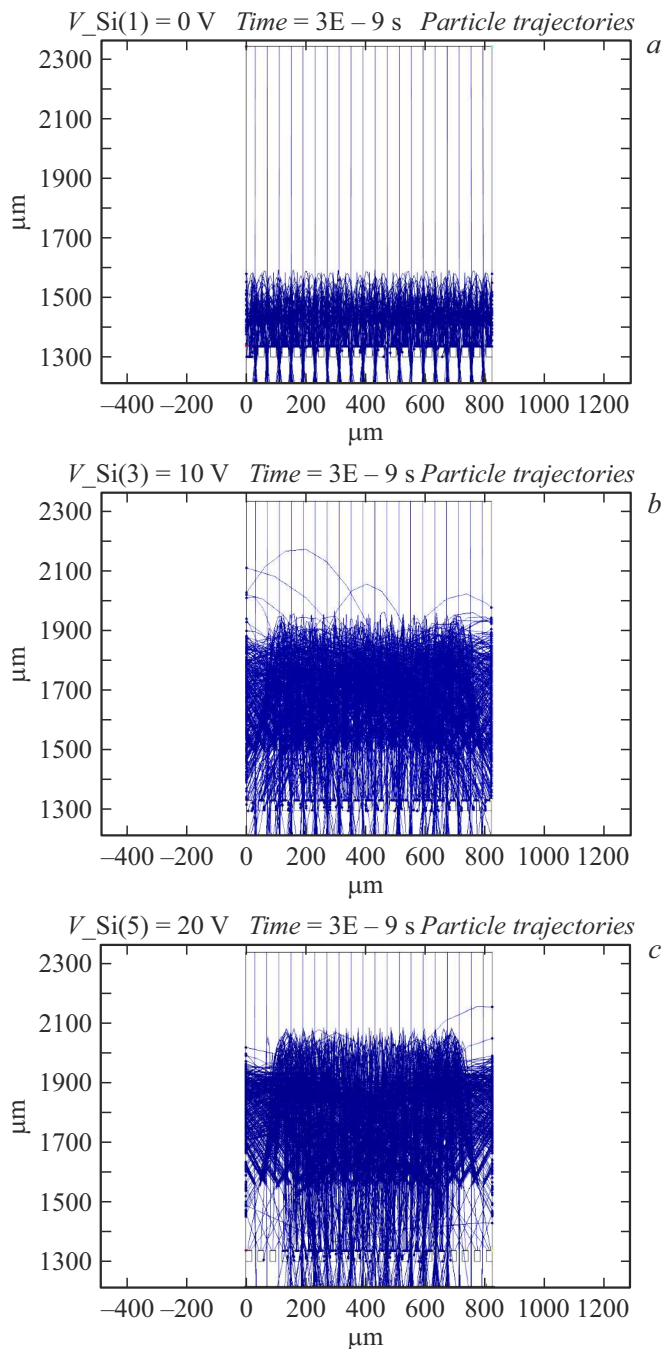 V_Si(1) = 0 V Time = 3E – 9 s Particle trajectories
a
2300
2100
1900
1700
1500
1300
μm
–400 –200 0 200 400 600 800 1000 1200
μm
V_Si(3) = 10 V Time = 3E – 9 s Particle trajectories
b
2300
2100
1900
1700
1500
1300
μm
–400 –200 0 200 400 600 800 1000 1200
μm
V_Si(5) = 20 V Time = 3E – 9 s Particle trajectories
c
2300
2100
1900
1700
1500
1300
μm
–400 –200 0 200 400 600 800 1000 1200
μm